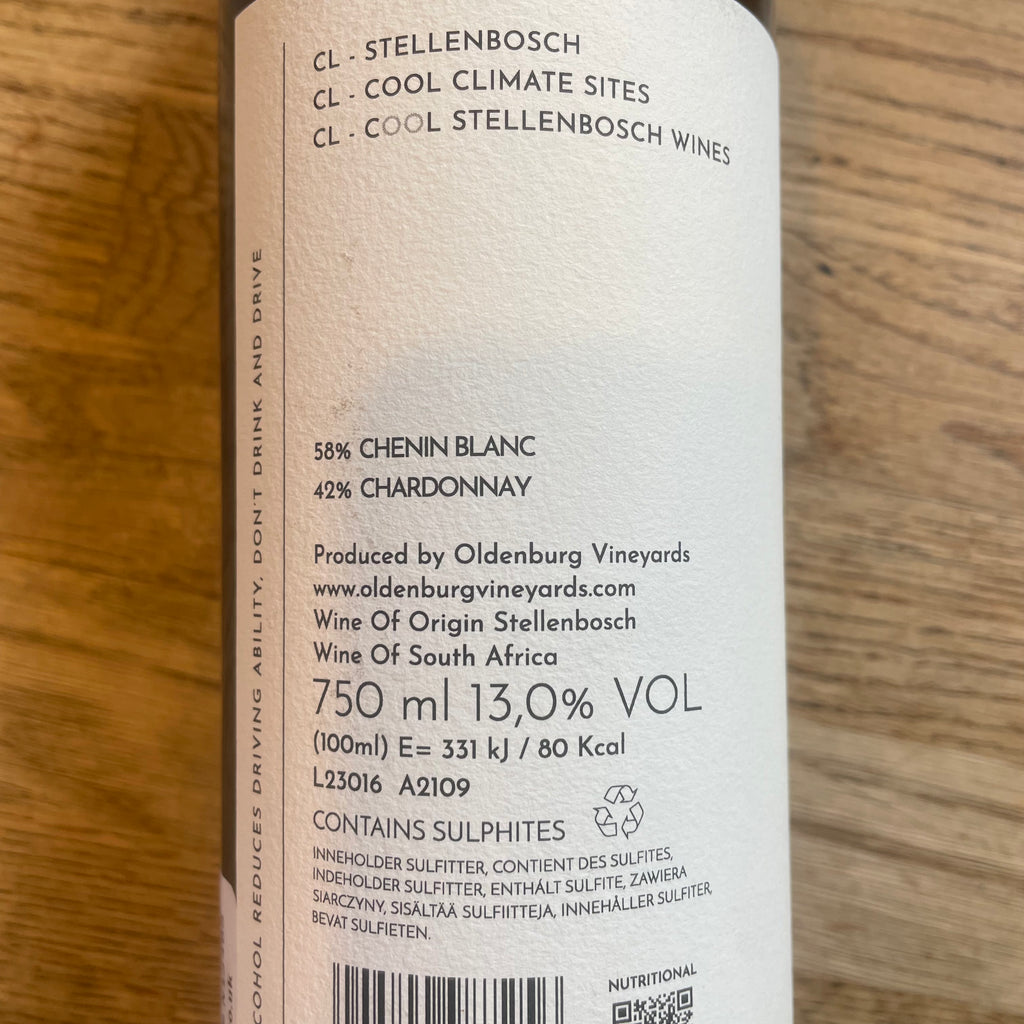 CL - STELLENBOSCH
CL - COOL CLIMATE SITES
CL - COOL STELLENBOSCH WINES
58% CHENIN BLANC
42% CHARDONNAY
Produced by Oldenburg Vineyards
www.oldenburgvineyards.com
Wine Of Origin Stellenbosch
Wine Of South Africa
750 ml 13,0% VOL
(100ml) E= 331 kJ / 80 Kcal
L23016 A2109
CONTAINS SULPHITES
INNEHOLDER SULFITTER, CONTIENT DES SULFITES,
INDEHOLDER SULFITTER, ENTHÁLT SULFITE, ZAWIERA
SIARCZYNY, SISÄLTÄÄ SULFIITTEJA, INNEHÅLLER SULFITER,
BEVAT SULFIETEN.
NUTRITIONAL
COHOL REDUCES DRIVING ABILITY, DON'T DRINK AND DRIVE